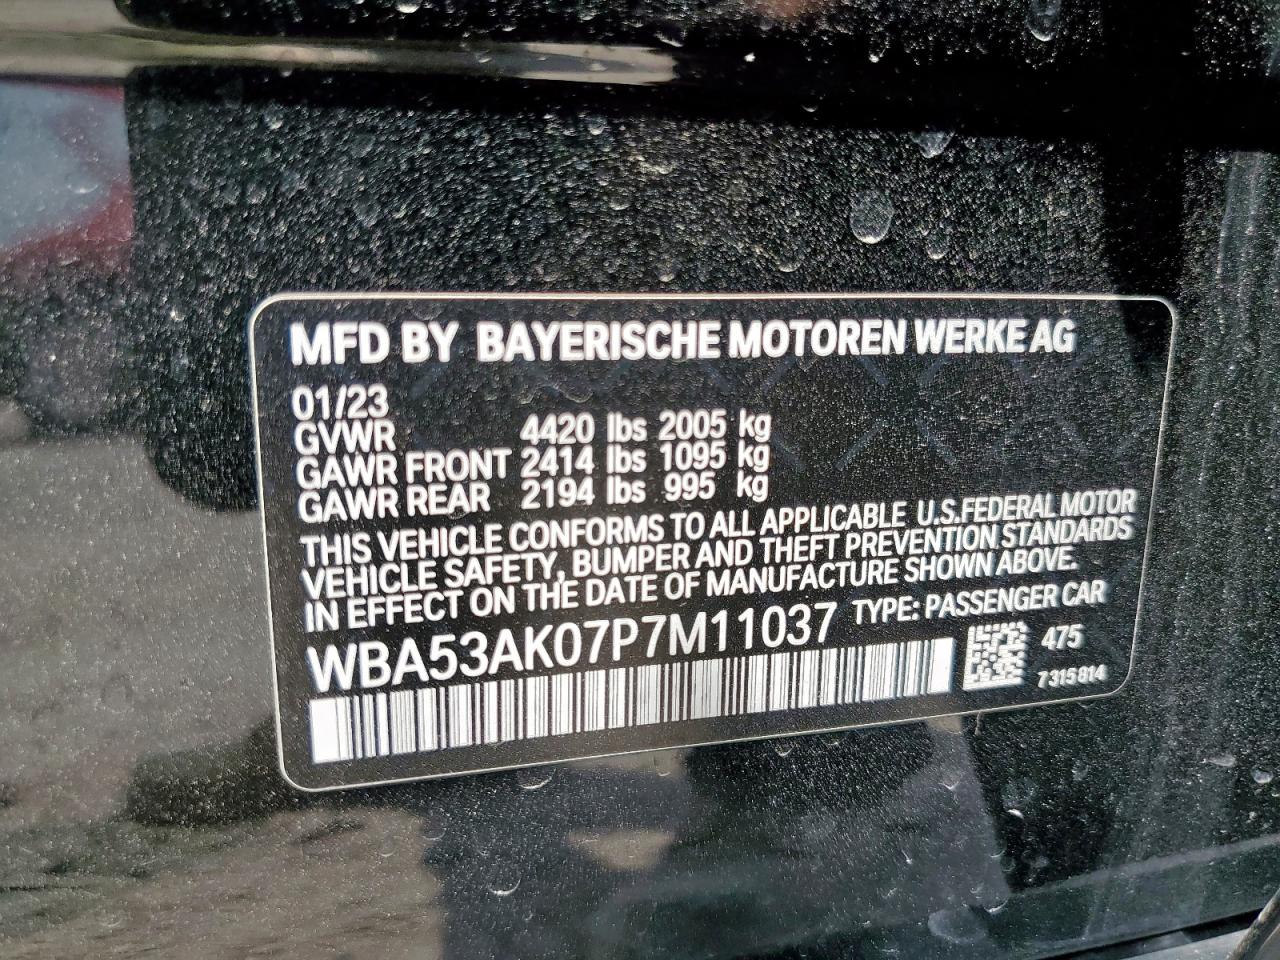 MFD BY BAYERISCHE MOTOREN WERKE AG
01/23
GVWR 4420 lbs 2005 kg
GAWR FRONT 2414 lbs 1095 kg
GAWR REAR 2194 lbs 995 kg
THIS VEHICLE CONFORMS TO ALL APPLICABLE U.S.FEDERAL MOTOR
VEHICLE SAFETY, BUMPER AND THEFT PREVENTION STANDARDS
IN EFFECT ON THE DATE OF MANUFACTURE SHOWN ABOVE.
WBA53AK07P7M11037 TYPE: PASSENGER CAR
475
7315814